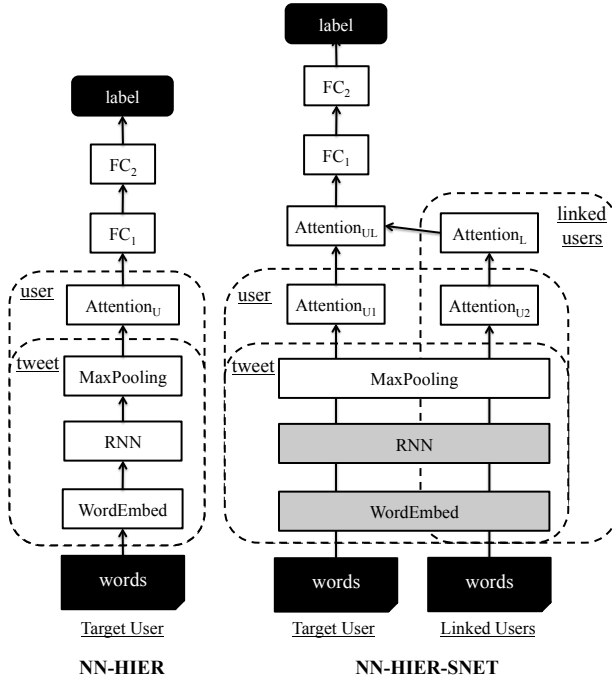 label
FC2
FC1
user
AttentionU
tweet
MaxPooling
RNN
WordEmbed
words
Target User
NN-HIER
label
FC2
FC1
AttentionUL
AttentionL
linked
users
user
AttentionU1
AttentionU2
tweet
MaxPooling
RNN
WordEmbed
words
words
Target User
Linked Users
NN-HIER-SNET